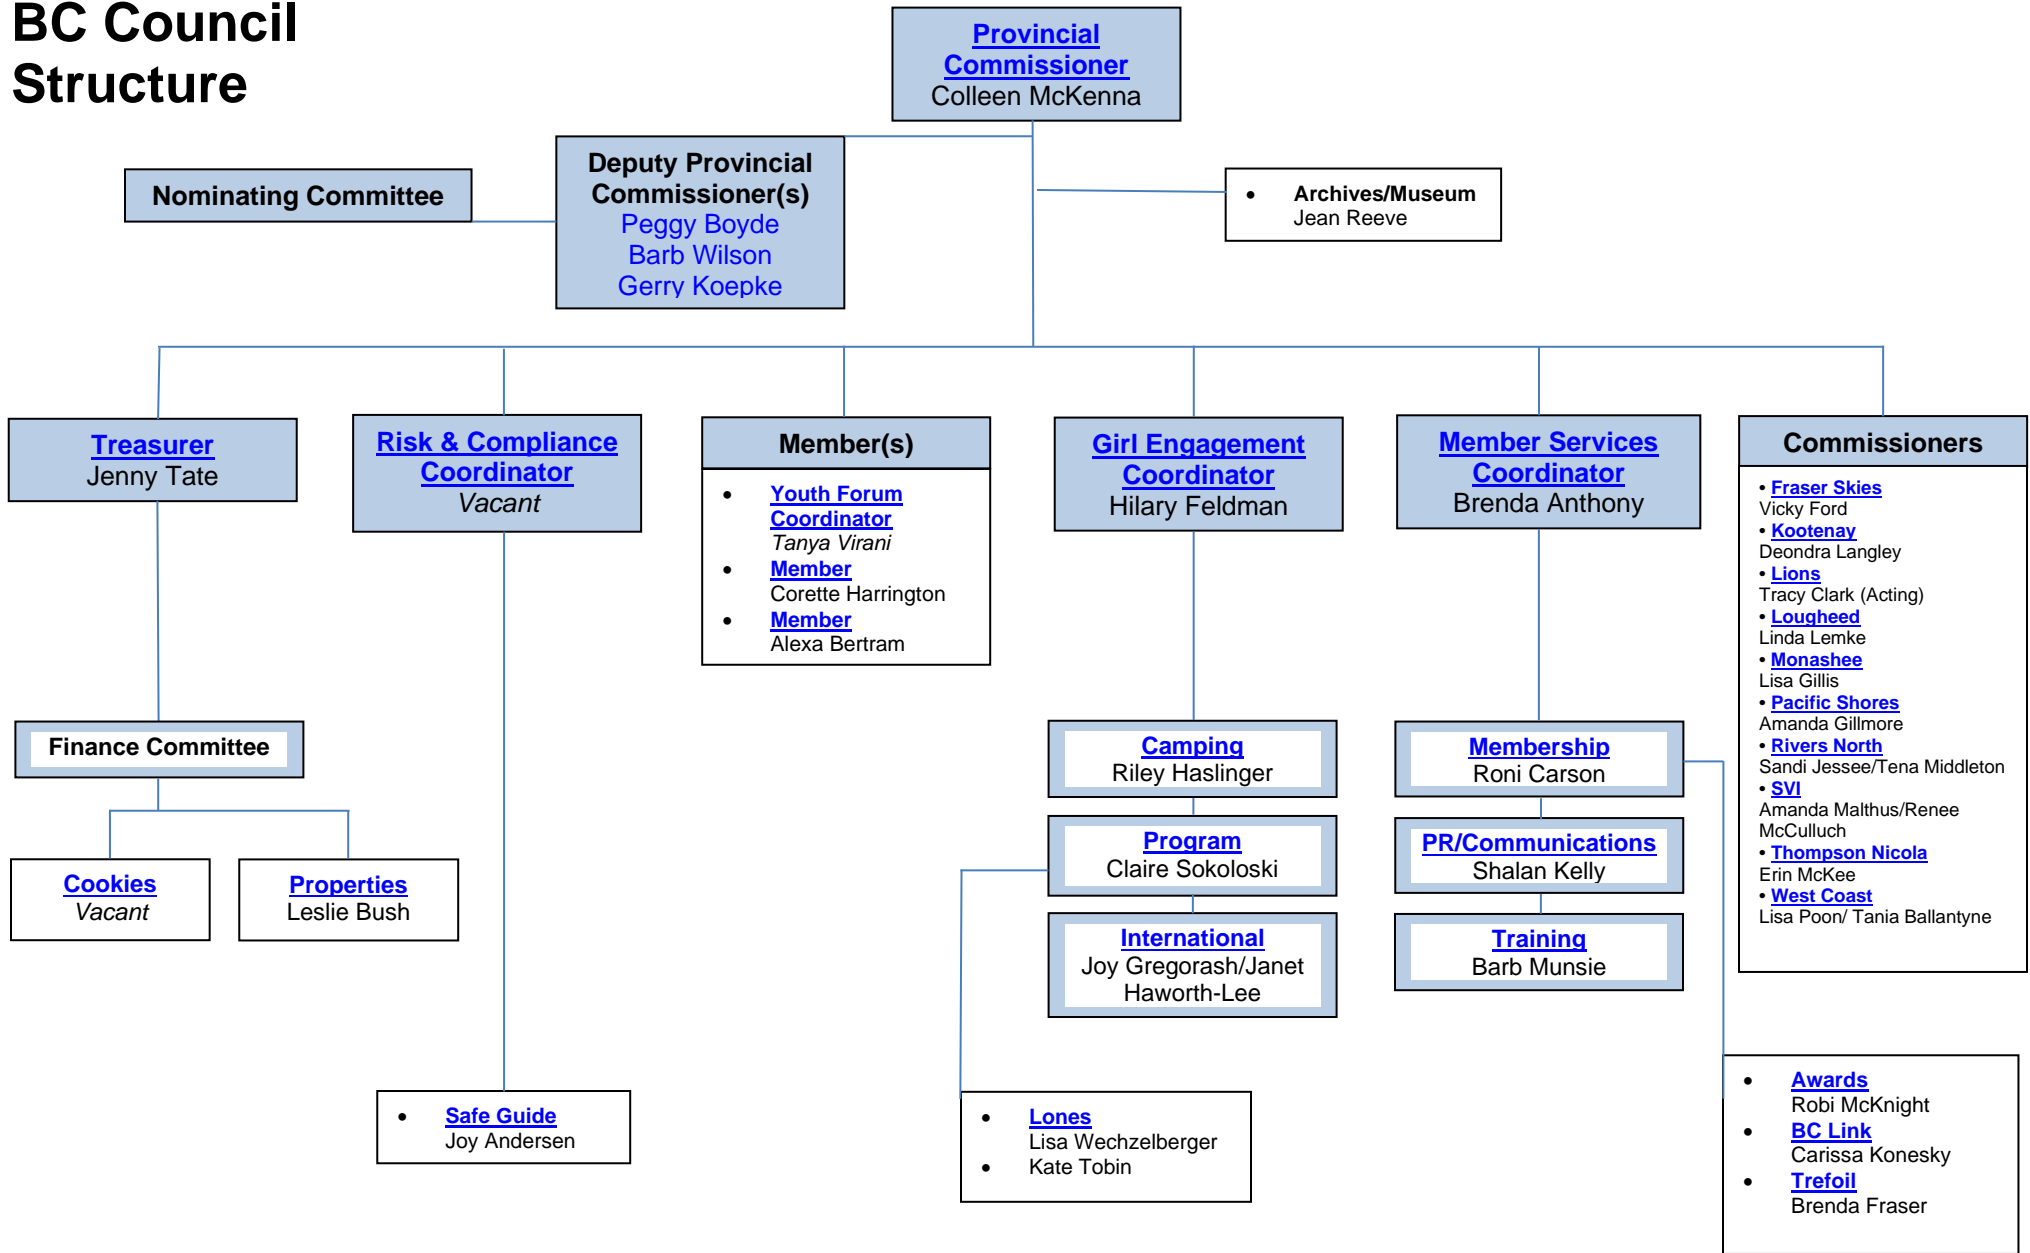 BC Council
Structure
Provincial
Commissioner
Colleen McKenna
Nominating Committee
Deputy Provincial
Commissioner(s)
Peggy Boyde
Barb Wilson
Gerry Koepke
• Archives/Museum
Jean Reeve
Treasurer
Jenny Tate
Risk & Compliance
Coordinator
Vacant
Member(s)
• Youth Forum
Coordinator
Tanya Virani
• Member
Corette Harrington
• Member
Alexa Bertram
Girl Engagement
Coordinator
Hilary Feldman
Member Services
Coordinator
Brenda Anthony
Commissioners
• Fraser Skies
Vicky Ford
• Kootenay
Deondra Langley
• Lions
Tracy Clark (Acting)
• Lougheed
Linda Lemke
• Monashee
Lisa Gillis
• Pacific Shores
Amanda Gillmore
• Rivers North
Sandi Jessee/Tena Middleton
• SVI
Amanda Malthus/Renee
McCulluch
• Thompson Nicola
Erin McKee
• West Coast
Lisa Poon/ Tania Ballantyne
Finance Committee
Cookies
Vacant
Properties
Leslie Bush
Camping
Riley Haslinger
Program
Claire Sokoloski
International
Joy Gregorash/Janet
Haworth-Lee
Membership
Roni Carson
PR/Communications
Shalan Kelly
Training
Barb Munsie
• Safe Guide
Joy Andersen
• Lones
Lisa Wechzelberger
• Kate Tobin
• Awards
Robi McKnight
• BC Link
Carissa Konesky
• Trefoil
Brenda Fraser